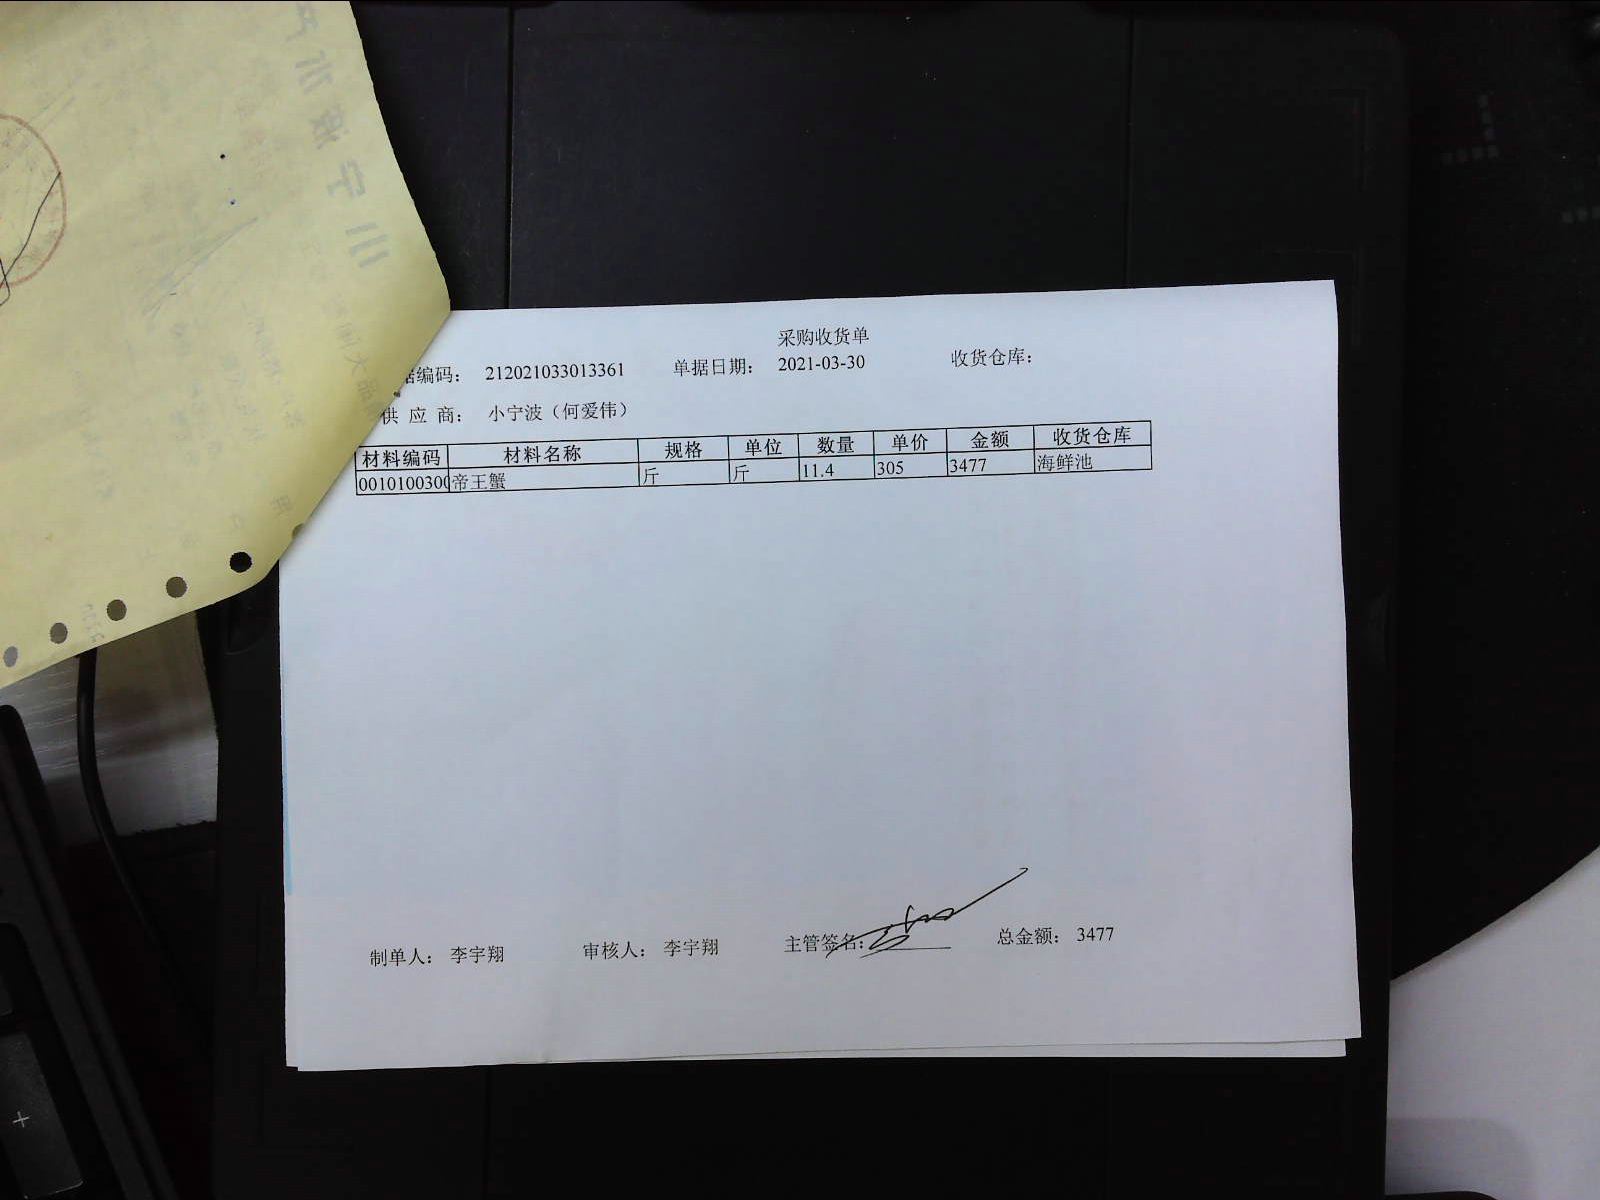 采购收货单
据编码： 212021033013361 单据日期： 2021-03-30 收货仓库：
供 应 商： 小宁波（何爱伟）
材料编码 材料名称 规格 单位 数量 单价 金额 收货仓库
0010100300 帝王蟹 斤 斤 11.4 305 3477 海鲜池
制单人： 李宇翔 审核人： 李宇翔 主管签名： 总金额： 3477